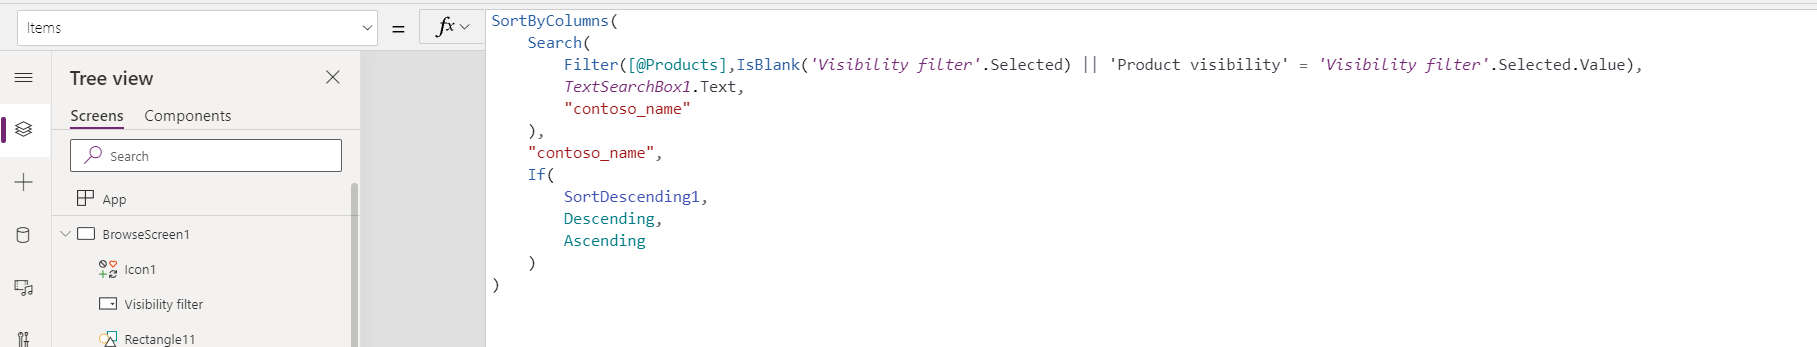 Items
=
fx
SortByColumns(
Search(
Filter([@Products],IsBlank('Visibility filter'.Selected) || 'Product visibility' = 'Visibility filter'.Selected.Value),
TextSearchBox1.Text,
"contoso_name"
),
"contoso_name",
If(
SortDescending1,
Descending,
Ascending
)
)
Tree view
Screens Components
Search
App
BrowseScreen1
Icon1
Visibility filter
Rectangle11